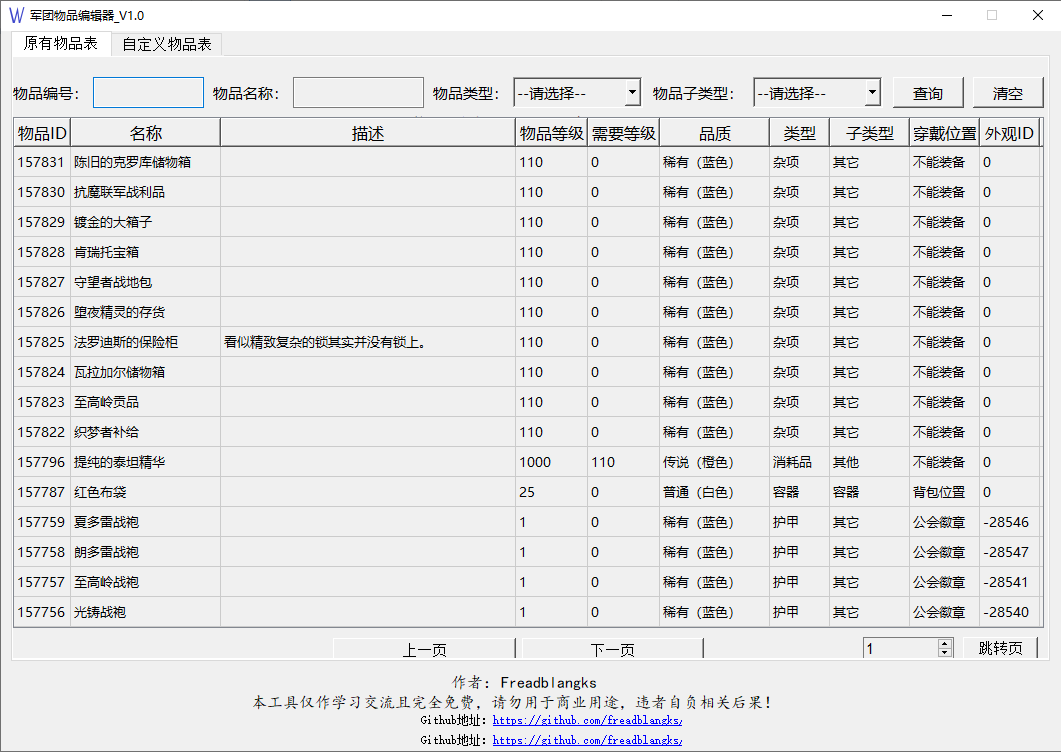 军团物品编辑器_V1.0
原有物品表 自定义物品表
物品编号： 物品名称： 物品类型： --请选择-- 物品子类型： --请选择-- 查询 清空
物品ID 名称 描述 物品等级 需要等级 品质 类型 子类型 穿戴位置 外观ID
157831 陈旧的克罗库储物箱 110 0 稀有（蓝色） 杂项 其它 不能装备 0
157830 抗魔联军战利品 110 0 稀有（蓝色） 杂项 其它 不能装备 0
157829 镀金的大箱子 110 0 稀有（蓝色） 杂项 其它 不能装备 0
157828 肯瑞托宝箱 110 0 稀有（蓝色） 杂项 其它 不能装备 0
157827 守望者战地包 110 0 稀有（蓝色） 杂项 其它 不能装备 0
157826 堕夜精灵的存货 110 0 稀有（蓝色） 杂项 其它 不能装备 0
157825 法罗迪斯的保险柜 看似精致复杂的锁其实并没有锁上。 110 0 稀有（蓝色） 杂项 其它 不能装备 0
157824 瓦拉加尔储物箱 110 0 稀有（蓝色） 杂项 其它 不能装备 0
157823 至高岭贡品 110 0 稀有（蓝色） 杂项 其它 不能装备 0
157822 织梦者补给 110 0 稀有（蓝色） 杂项 其它 不能装备 0
157796 提纯的泰坦精华 1000 110 传说（橙色） 消耗品 其他 不能装备 0
157787 红色布袋 25 0 普通（白色） 容器 容器 背包位置 0
157759 夏多雷战袍 1 0 稀有（蓝色） 护甲 其它 公会徽章 -28546
157758 朗多雷战袍 1 0 稀有（蓝色） 护甲 其它 公会徽章 -28547
157757 至高岭战袍 1 0 稀有（蓝色） 护甲 其它 公会徽章 -28541
157756 光铸战袍 1 0 稀有（蓝色） 护甲 其它 公会徽章 -28540
上一页 下一页 1 跳转页
作者：Freadblangks
本工具仅作学习交流且完全免费，请勿用于商业用途，违者自负相关后果！
Github地址：https://github.com/freadblangks/
Github地址：https://github.com/freadblangks/